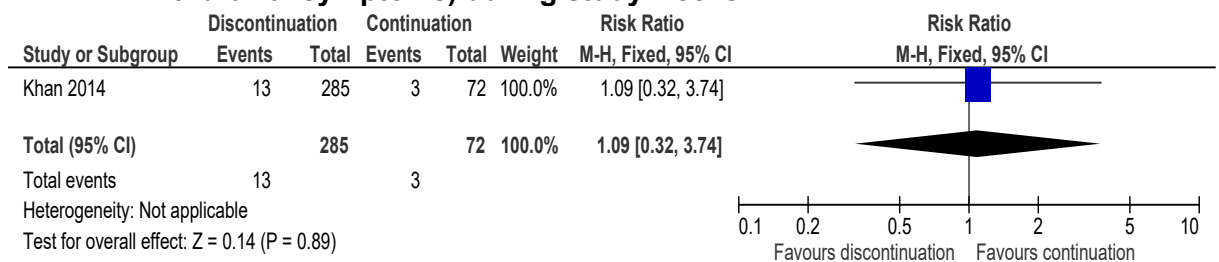 Discontinuation Continuation Risk Ratio Risk Ratio
Study or Subgroup Events Total Events Total Weight M-H, Fixed, 95% CI M-H, Fixed, 95% CI
Khan 2014 13 285 3 72 100.0% 1.09 [0.32, 3.74]
Total (95% CI) 285 72 100.0% 1.09 [0.32, 3.74]
Total events 13 3
Heterogeneity: Not applicable
Test for overall effect: Z = 0.14 (P = 0.89)
0.1 0.2 0.5 1 2 5 10
Favours discontinuation Favours continuation